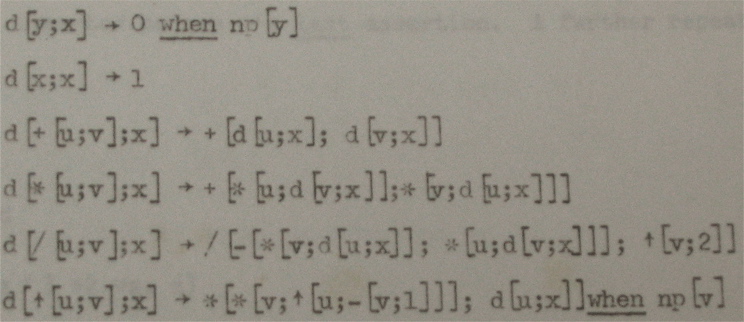 d[y;x] → 0 when np[y]
d[x;x] → 1
d[+[u;v];x] → +[d[u;x]; d[v;x]]
d[*[u;v];x] → +[*[u;d[v;x]];*[y;d[u;x]]]
d[/[u;v];x] → /[-[*[v;d[u;x]]; *[u;d[v;x]]]; ↑[v;2]]
d[↑[u;v];x] → *[*[v;↑[u;-[v;1]]]; d[u;x]]when np[v]